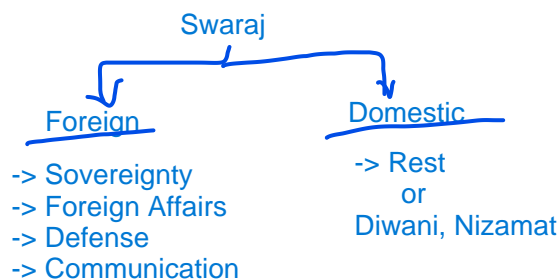 Swaraj
Foreign
-> Sovereignty
-> Foreign Affairs
-> Defense
-> Communication
Domestic
-> Rest
or
Diwani, Nizamat